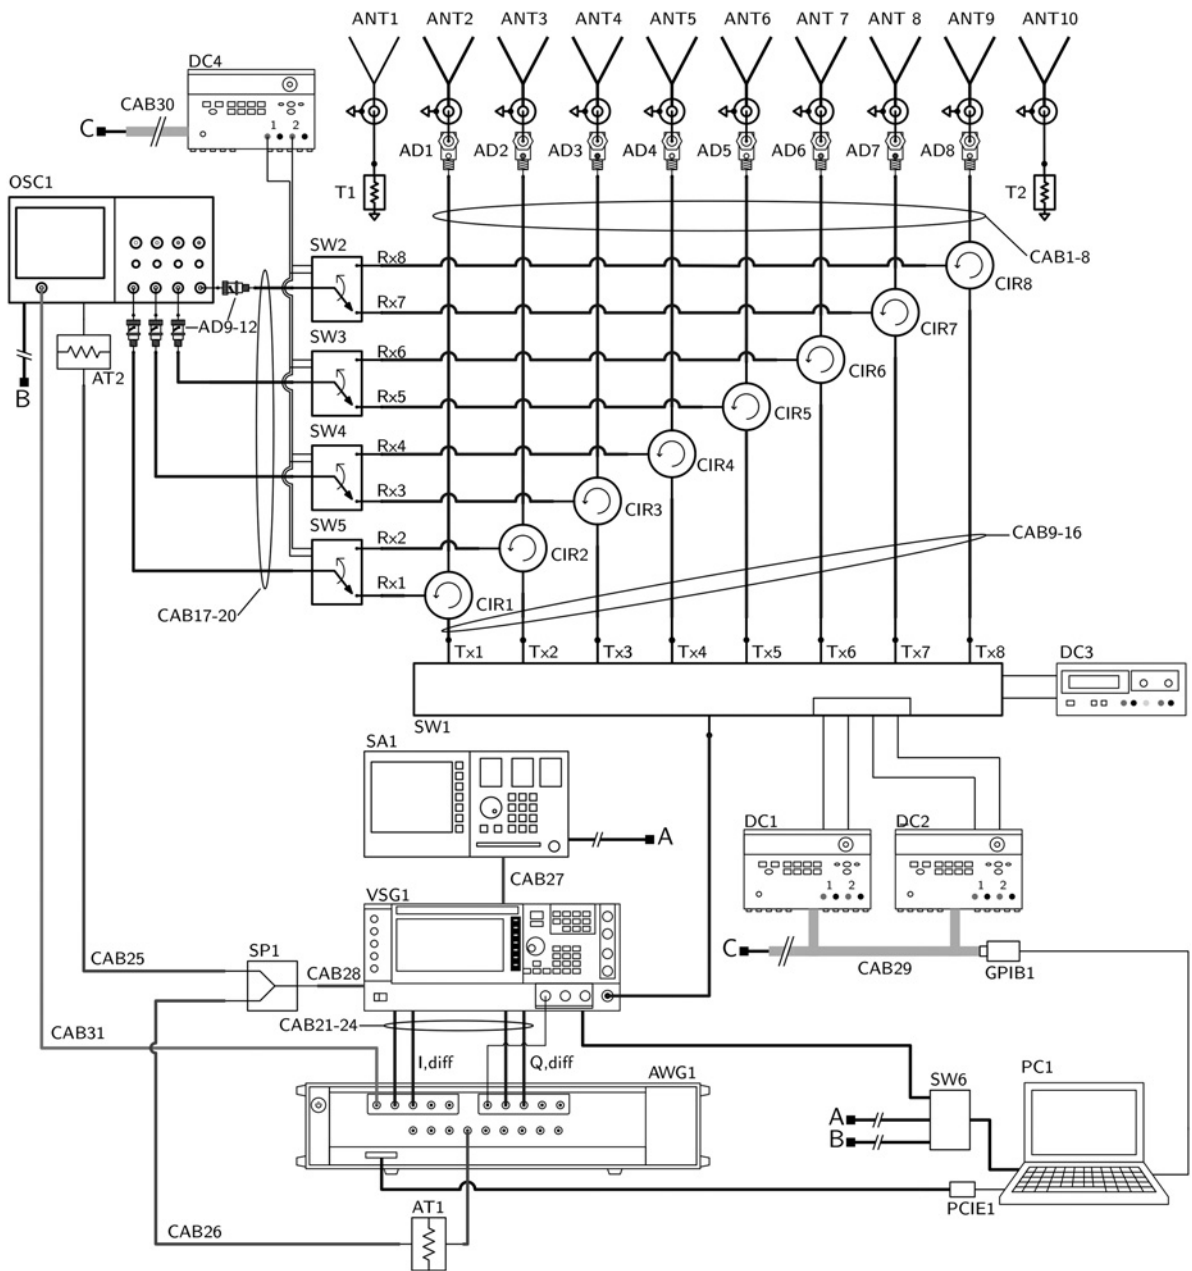 ANT1 ANT2 ANT3 ANT4 ANT5 ANT6 ANT 7 ANT 8 ANT9 ANT10
DC4
CAB30
C
1 2
AD1 AD2 AD3 AD4 AD5 AD6 AD7 AD8
OSC1
T1
T2
SW2
Rx8
CAB1-8
CIR8
Rx7
AD9-12
CIR7
SW3
Rx6
AT2
CIR6
B
Rx5
CIR5
SW4
Rx4
CIR4
Rx3
CIR3
SW5
Rx2
CAB9-16
CIR2
Rx1
CIR1
CAB17-20
Tx1 Tx2 Tx3 Tx4 Tx5 Tx6 Tx7 Tx8
DC3
SW1
SA1
A
DC1
DC2
CAB27
1 2
1 2
VSG1
C
CAB29
GPIB1
SP1
CAB25
CAB28
CAB21-24
CAB31
I,diff
Q,diff
AWG1
SW6
PC1
A
B
AT1
PCIE1
CAB26